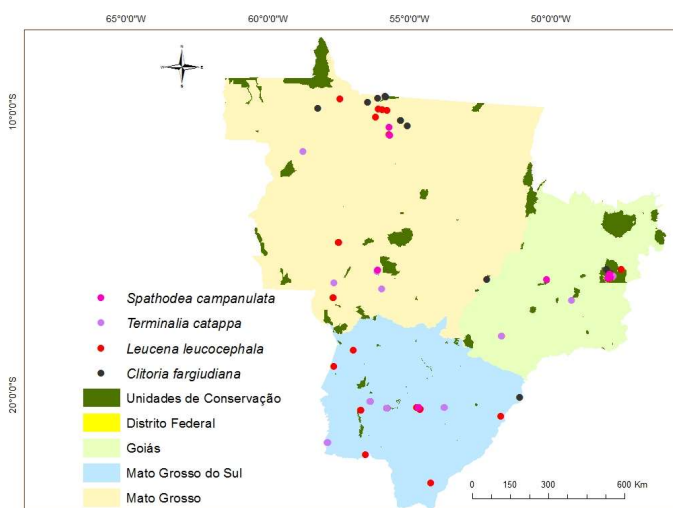 65°0'0"W 60°0'0"W 55°0'0"W 50°0'0"W
10°0'0"S
20°0'0"S
Spathodea campanulata
Terminalia catappa
Leucena leucocephala
Clitoria fargiudiana
Unidades de Conservação
Distrito Federal
Goiás
Mato Grosso do Sul
Mato Grosso
0 150 300 450 600 Km